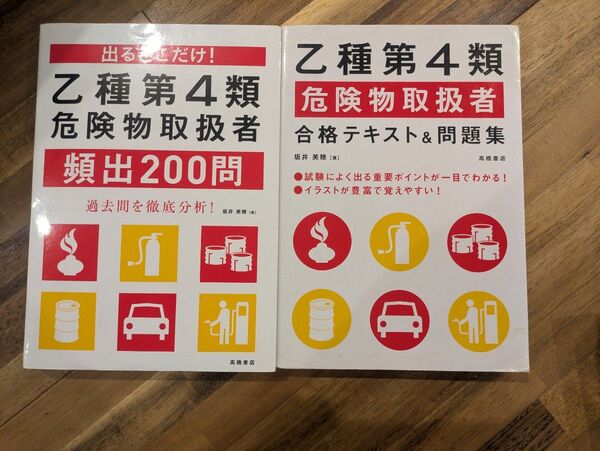 出るとこだけ!
乙種第4類
危険物取扱者
頻出200問
過去問を徹底分析!
坂井 美穂 [著]
高橋書店
乙種第4類
危険物取扱者
合格テキスト&問題集
坂井 美穂 [著]
高橋書店
●試験によく出る重要ポイントが一目でわかる!
●イラストが豊富で覚えやすい!